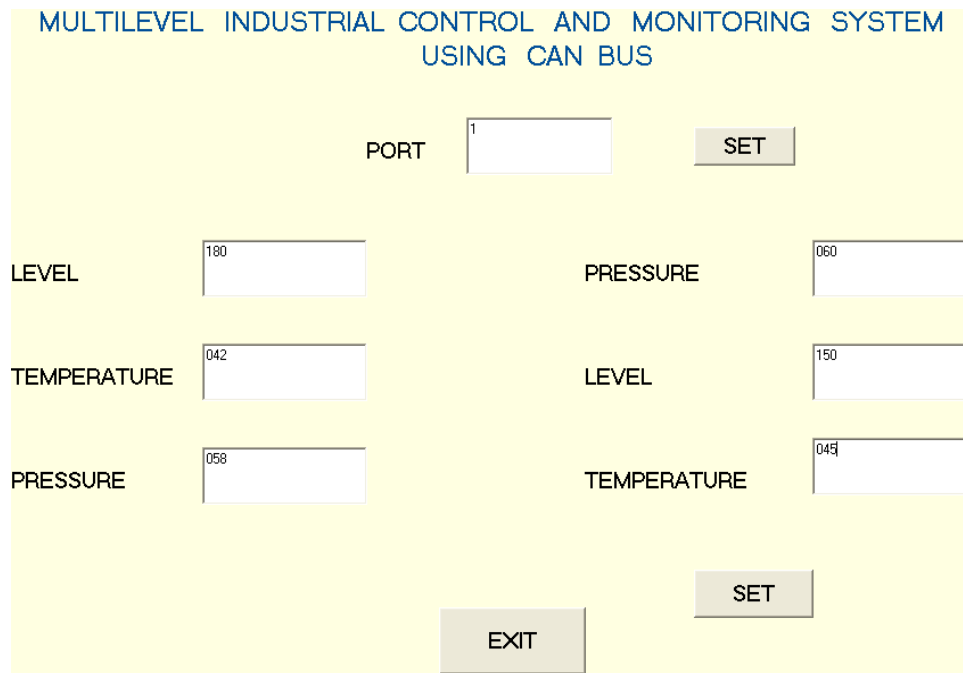 MULTILEVEL INDUSTRIAL CONTROL AND MONITORING SYSTEM
USING CAN BUS
PORT 1 SET
LEVEL 180 PRESSURE 060
TEMPERATURE 042 LEVEL 150
PRESSURE 058 TEMPERATURE 045
SET
EXIT